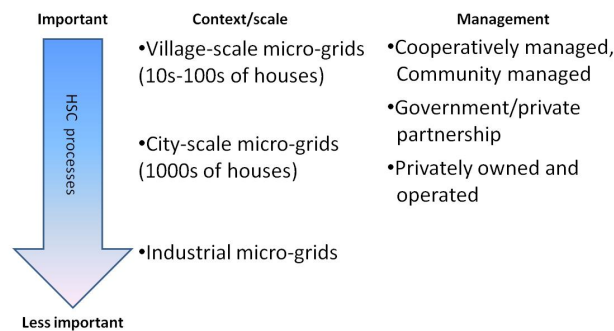 Important
Context/scale
Management
HSC processes
•Village-scale micro-grids
(10s-100s of houses)
•City-scale micro-grids
(1000s of houses)
•Industrial micro-grids
•Cooperatively managed,
Community managed
•Government/private
partnership
•Privately owned and
operated
Less important